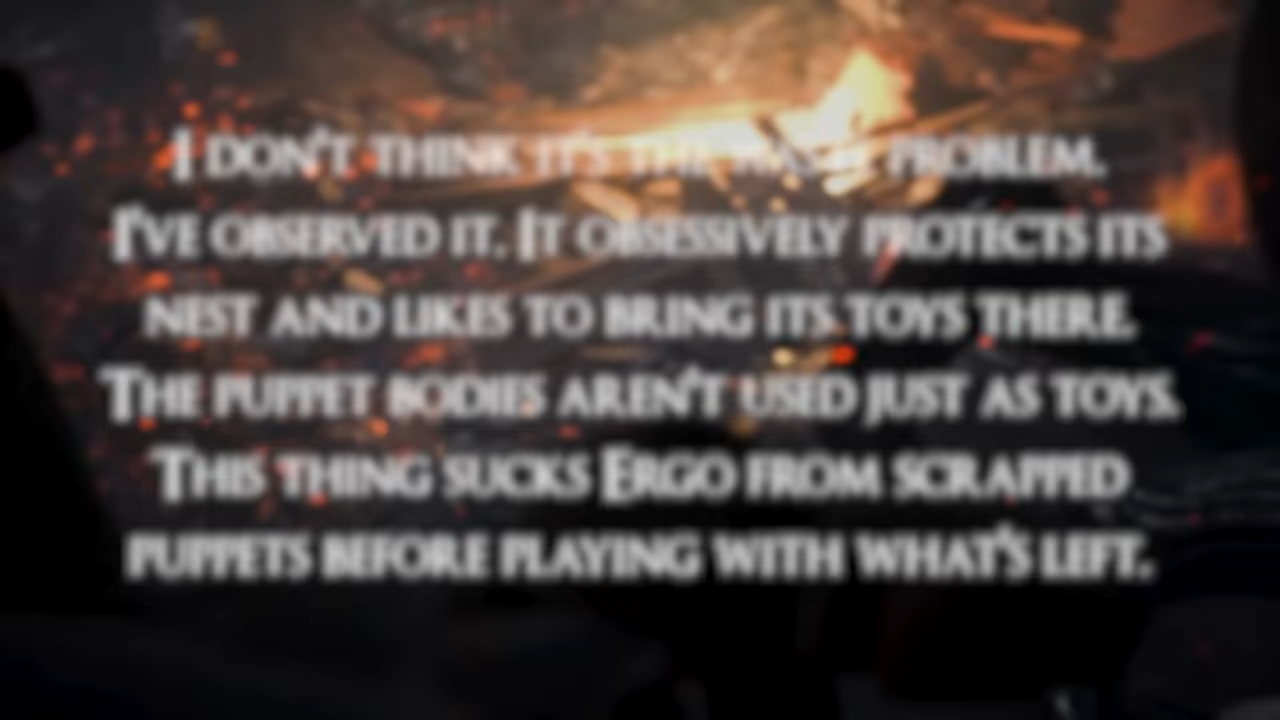 I DON'T THINK IT'S THE PROBLEM.
I'VE OBSERVED IT. IT OBSESSIVELY PROTECTS ITS
NEST AND LIKES TO BRING ITS TOYS THERE.
THE PUPPET BODIES AREN'T USED JUST AS TOYS.
THIS THING SUCKS ERGO FROM SCRAPPED
PUPPETS BEFORE PLAYING WITH WHAT'S LEFT.